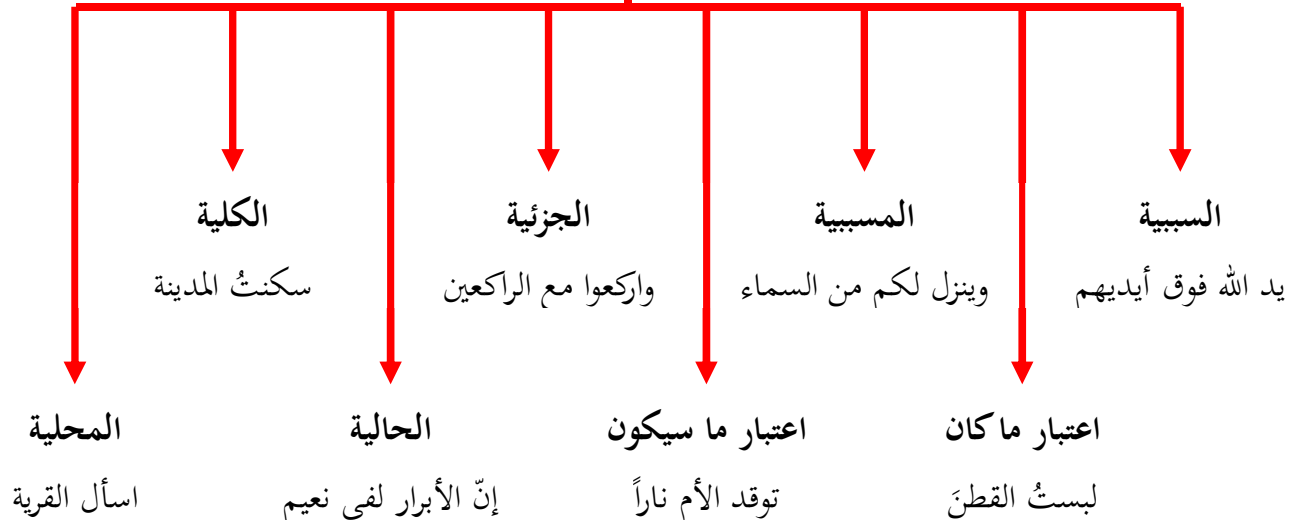 السببية
المسببية
الجزئية
الكلية
يد الله فوق أيديهم
وينزل لكم من السماء
واركعوا مع الراكعين
سكنتُ المدينة
اعتبار ما كان
اعتبار ما سيكون
الحالية
المحلية
لبستُ القطنَ
توقد الأم ناراً
إنّ الأبرار لفي نعيم
اسأل القرية